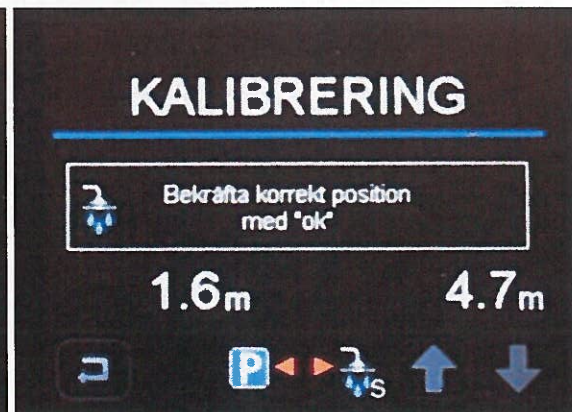 KALIBRERING
Bekräfta korrekt position
med "ok"
1.6m 4.7m
P S